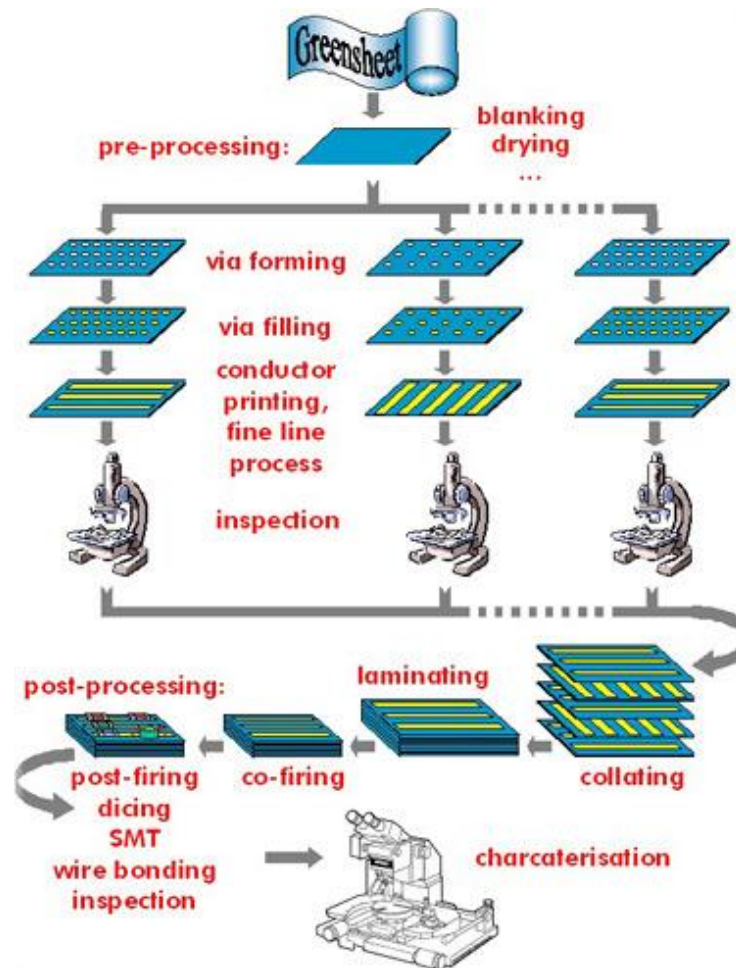 Greensheet
pre-processing:
blanking
drying
...
via forming
via filling
conductor
printing,
fine line
process
inspection
laminating
collating
post-processing:
co-firing
post-firing
dicing
SMT
wire bonding
inspection
charcaterisation